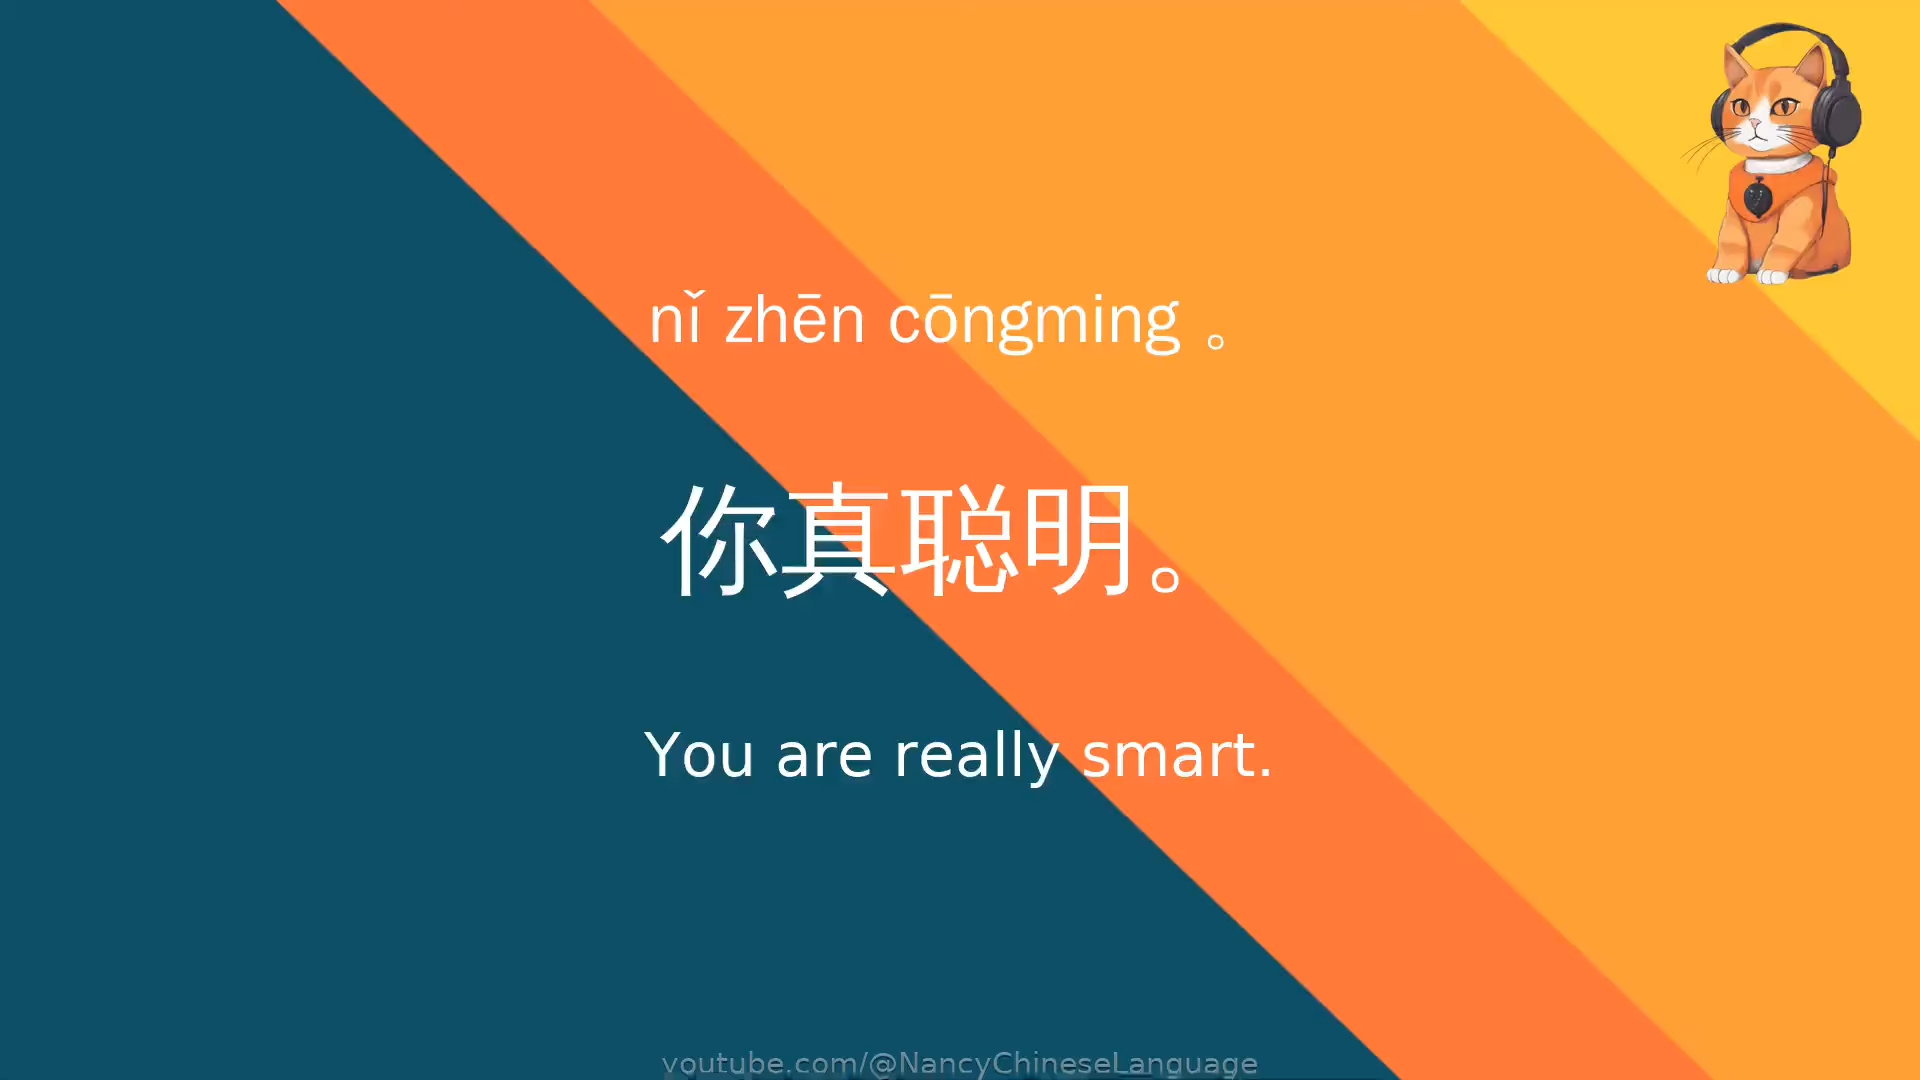 nǐ zhēn cōngming 。
你真聪明。
You are really smart.
youtube.com/@NancyChineseLanguage